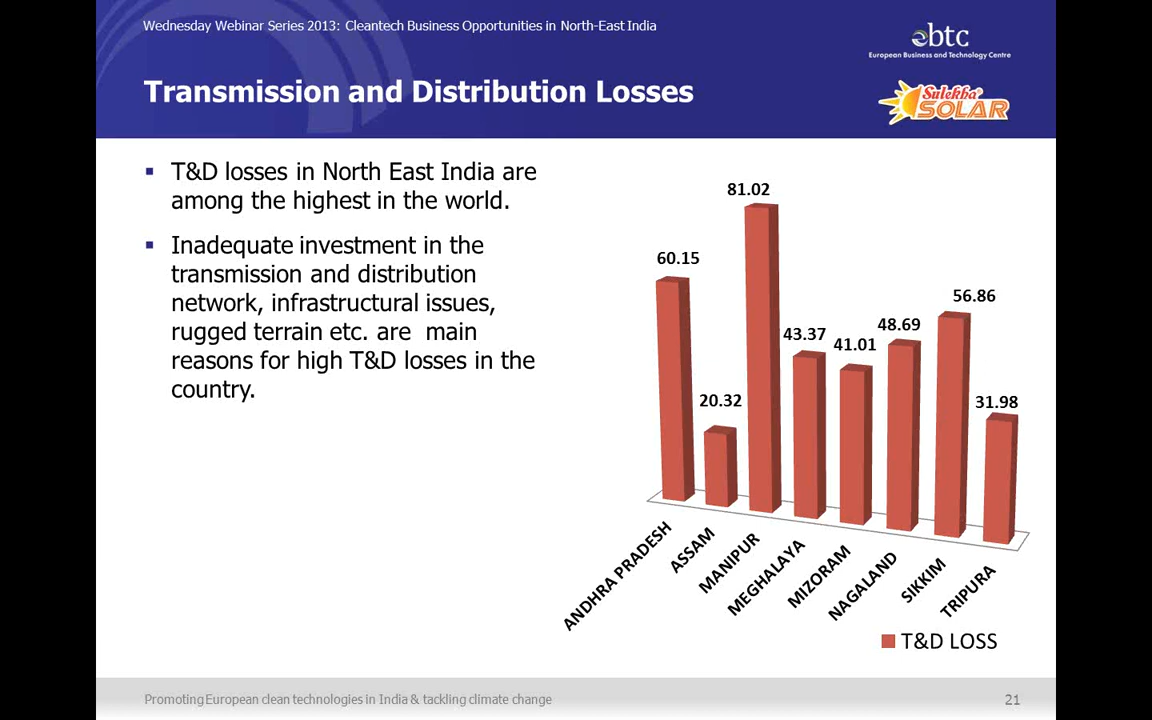 Wednesday Webinar Series 2013: Cleantech Business Opportunities in North-East India
ebtc
European Business and Technology Centre
Transmission and Distribution Losses
Sulekha
SOLAR
▪ T&D losses in North East India are
among the highest in the world.
▪ Inadequate investment in the
transmission and distribution
network, infrastructural issues,
rugged terrain etc. are main
reasons for high T&D losses in the
country.
60.15
20.32
81.02
43.37
41.01
48.69
56.86
31.98
ANDHRA PRADESH
ASSAM
MANIPUR
MEGHALAYA
MIZORAM
NAGALAND
SIKKIM
TRIPURA
T&D LOSS
Promoting European clean technologies in India & tackling climate change
21